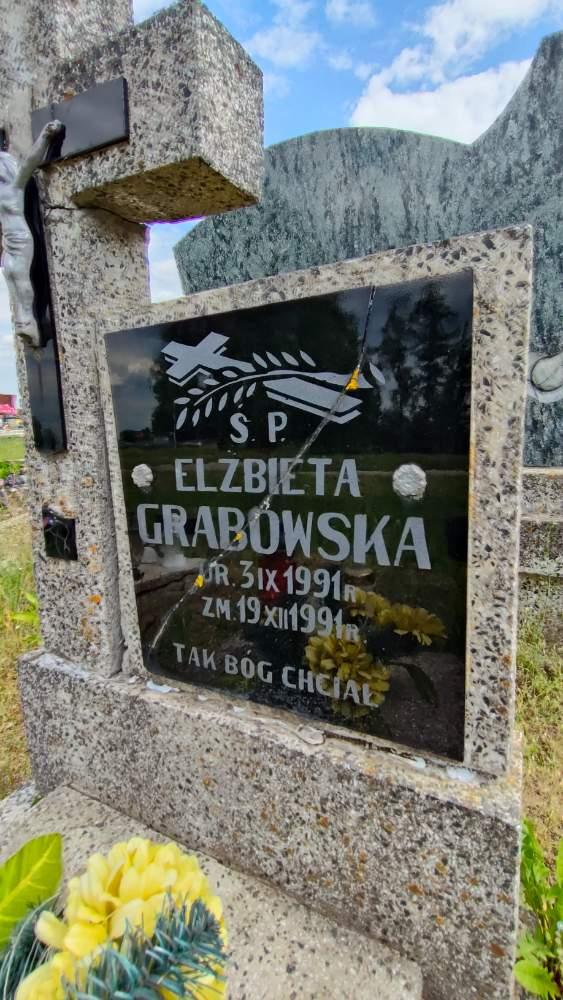 Ś. P.
ELZBIETA
GRABOWSKA
UR. 3 IX 1991 R.
ZM. 19 XII 1991 R.
TAK BÓG CHCIAŁ